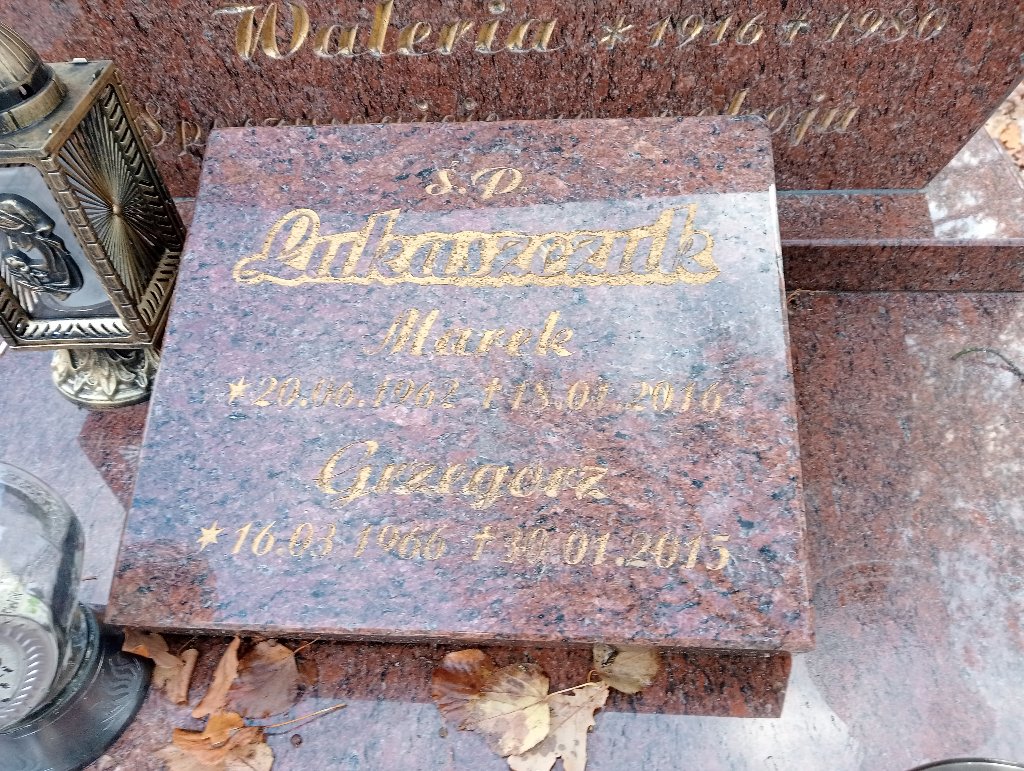 Waleria * 1916 + 1980
Ś.P.
Łukaszczuk
Marek
*20.06.1962 +18.01.2016
Grzegorz
*16.03.1966 +30.01.2015